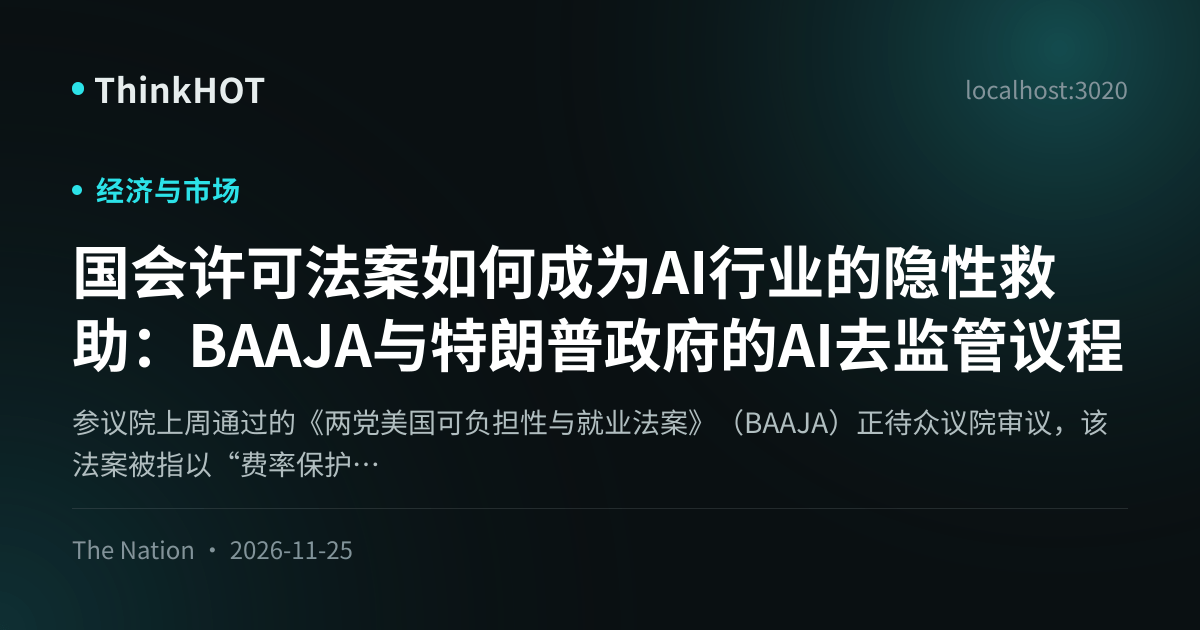 ThinkHOT
localhost:3020
经济与市场
国会许可法案如何成为AI行业的隐性救
助：BAAJA与特朗普政府的AI去监管议程
参议院上周通过的《两党美国可负担性与就业法案》（BAAJA）正待众议院审议，该
法案被指以“费率保护…
The Nation • 2026-11-25